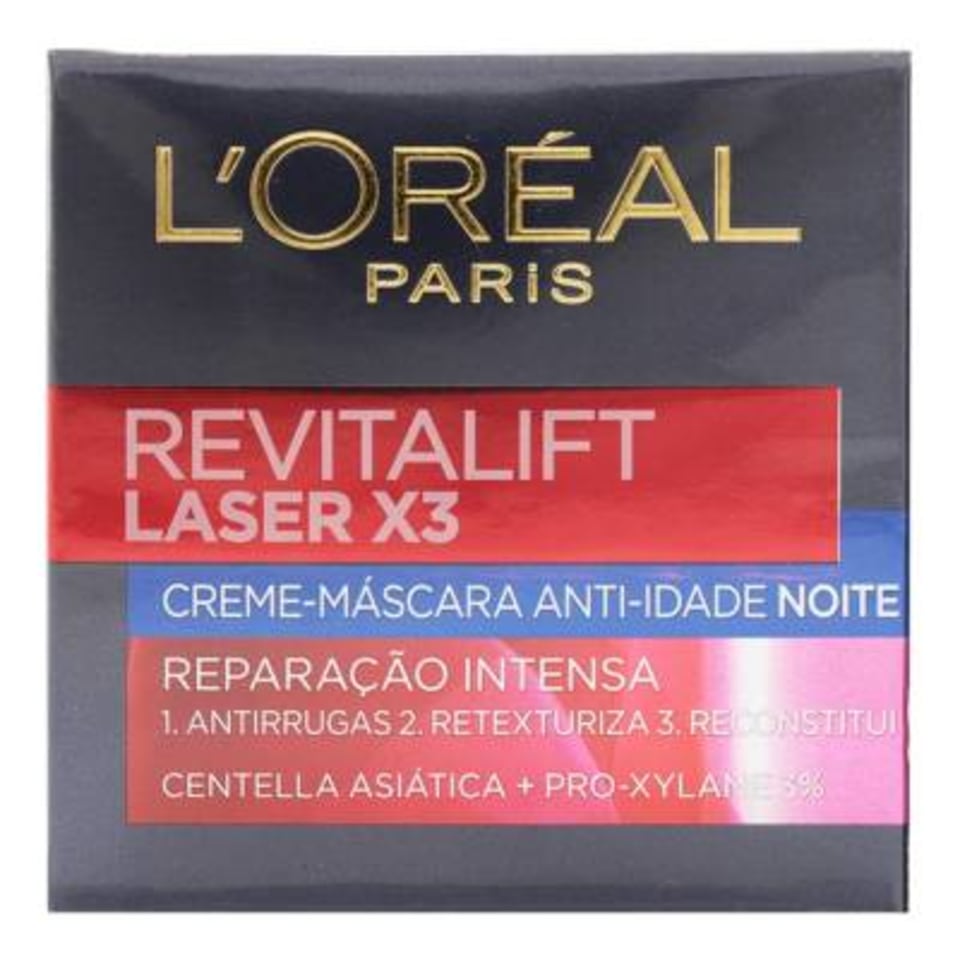 L'ORÉAL
PARiS
REVITALIFT
LASER X3
CREME-MÁSCARA ANTI-IDADE NOITE
REPARAÇÃO INTENSA
1. ANTIRRUGAS 2. RETEXTURIZA 3. RECONSTITUI
CENTELLA ASIÁTICA + PRO-XYLANE 3%